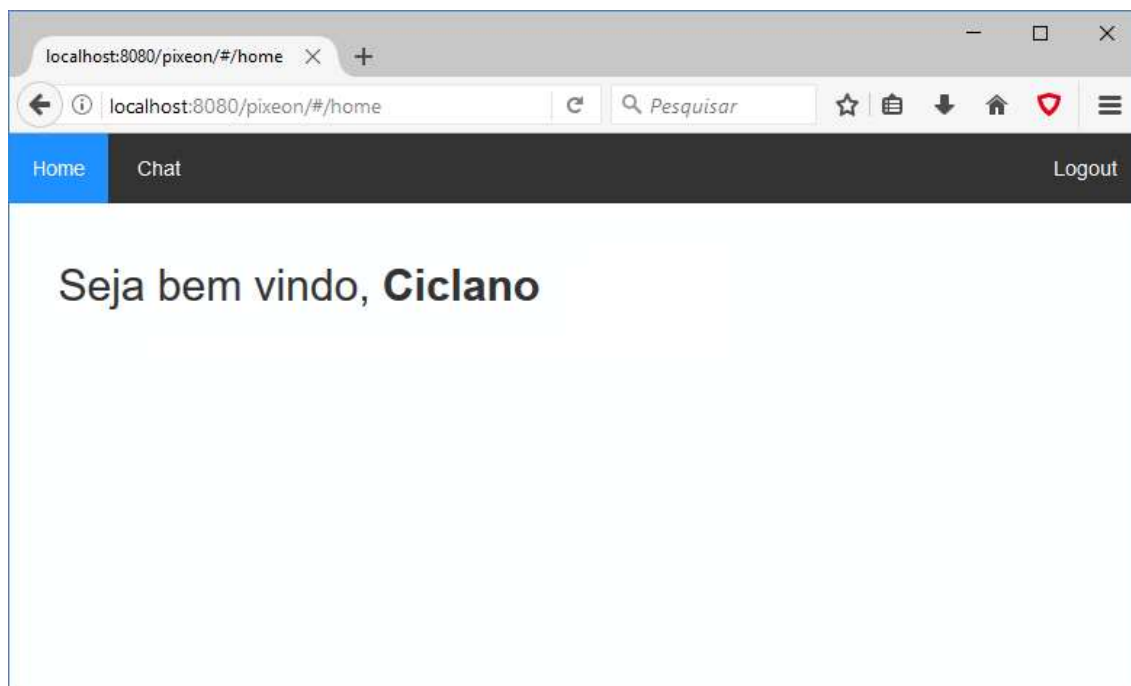 localhost:8080/pixeon/#/home
localhost:8080/pixeon/#/home
Pesquisar
Home Chat Logout
Seja bem vindo, Ciclano